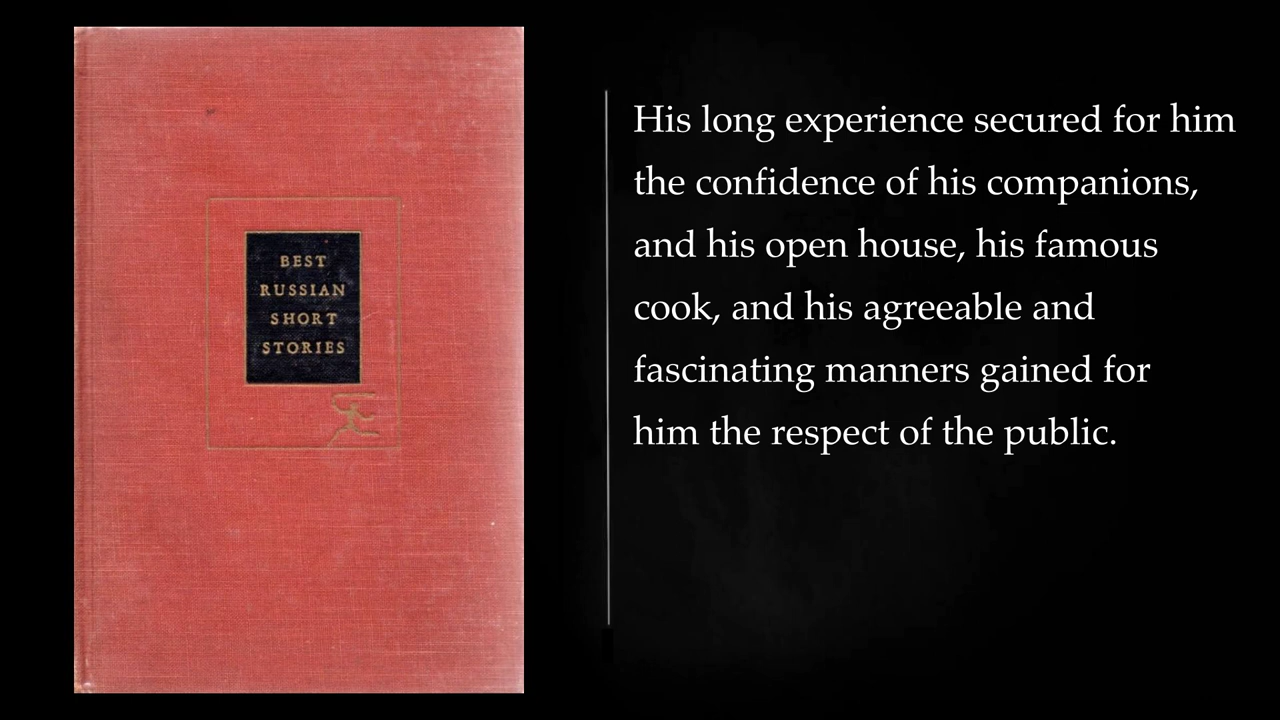 BEST
RUSSIAN
SHORT
STORIES
His long experience secured for him
the confidence of his companions,
and his open house, his famous
cook, and his agreeable and
fascinating manners gained for
him the respect of the public.